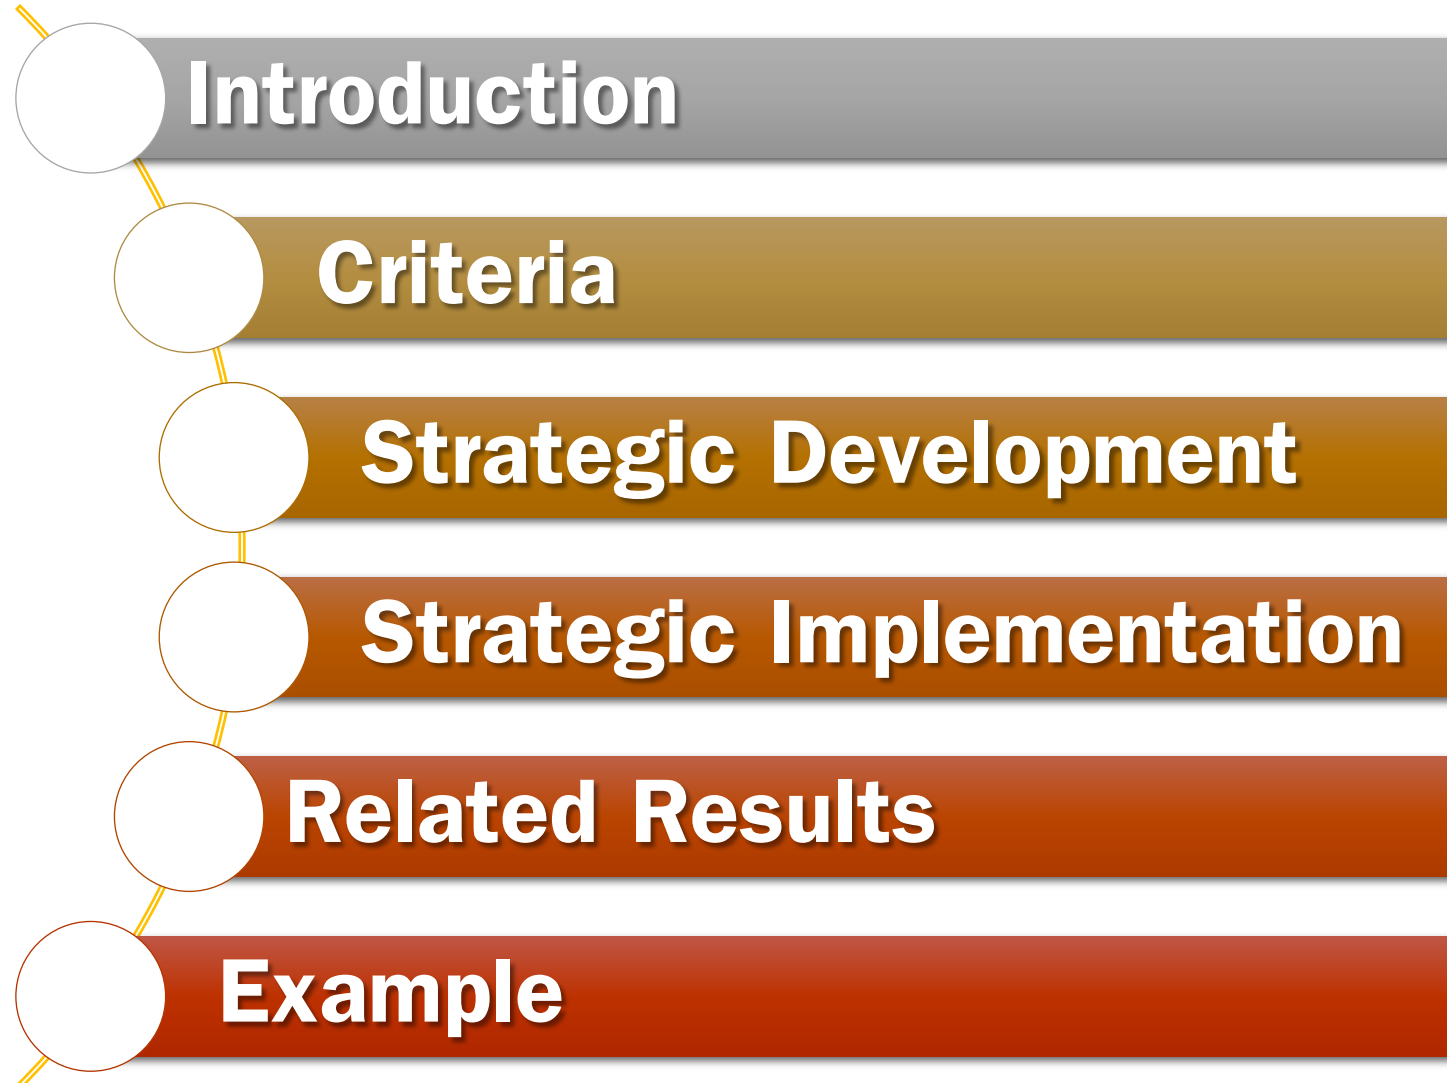 Introduction
Criteria
Strategic Development
Strategic Implementation
Related Results
Example